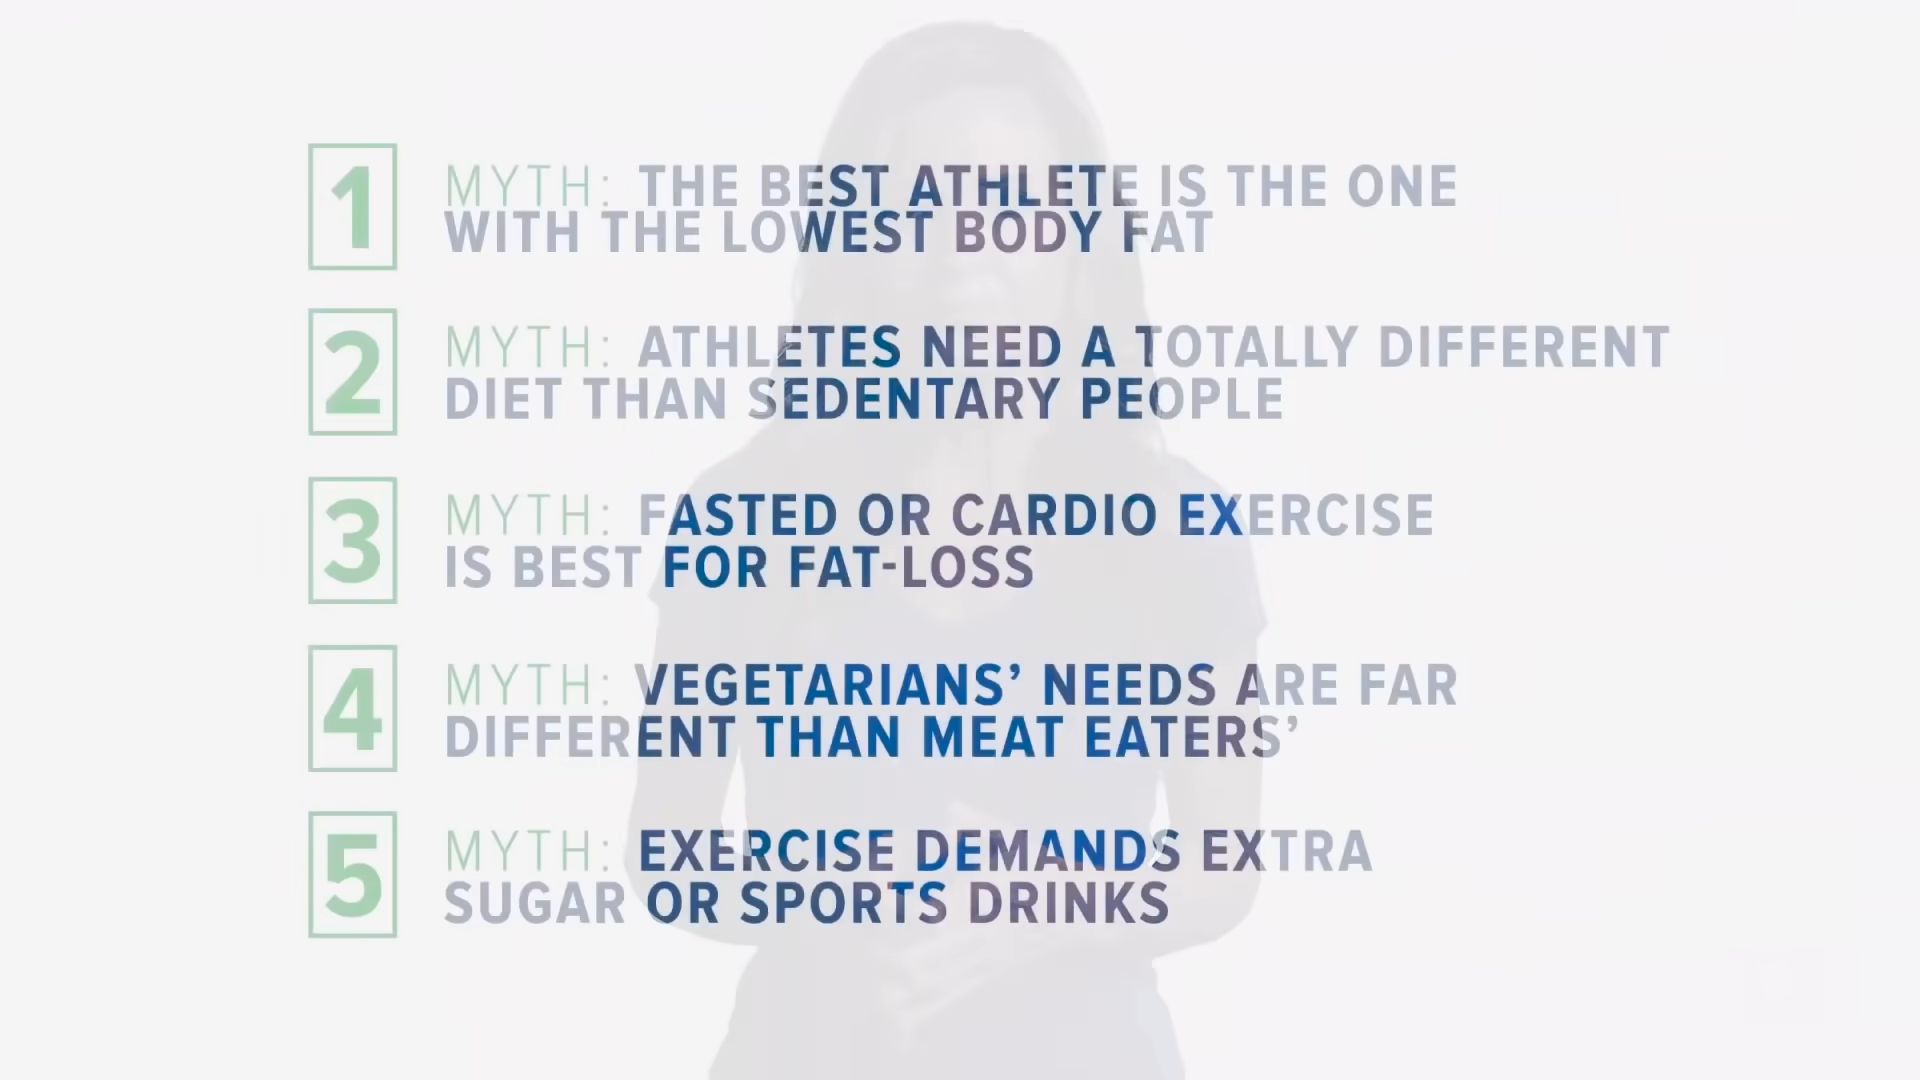 1
MYTH: THE BEST ATHLETE IS THE ONE
WITH THE LOWEST BODY FAT
2
MYTH: ATHLETES NEED A TOTALLY DIFFERENT
DIET THAN SEDENTARY PEOPLE
3
MYTH: FASTED OR CARDIO EXERCISE
IS BEST FOR FAT-LOSS
4
MYTH: VEGETARIANS’ NEEDS ARE FAR
DIFFERENT THAN MEAT EATERS’
5
MYTH: EXERCISE DEMANDS EXTRA
SUGAR OR SPORTS DRINKS